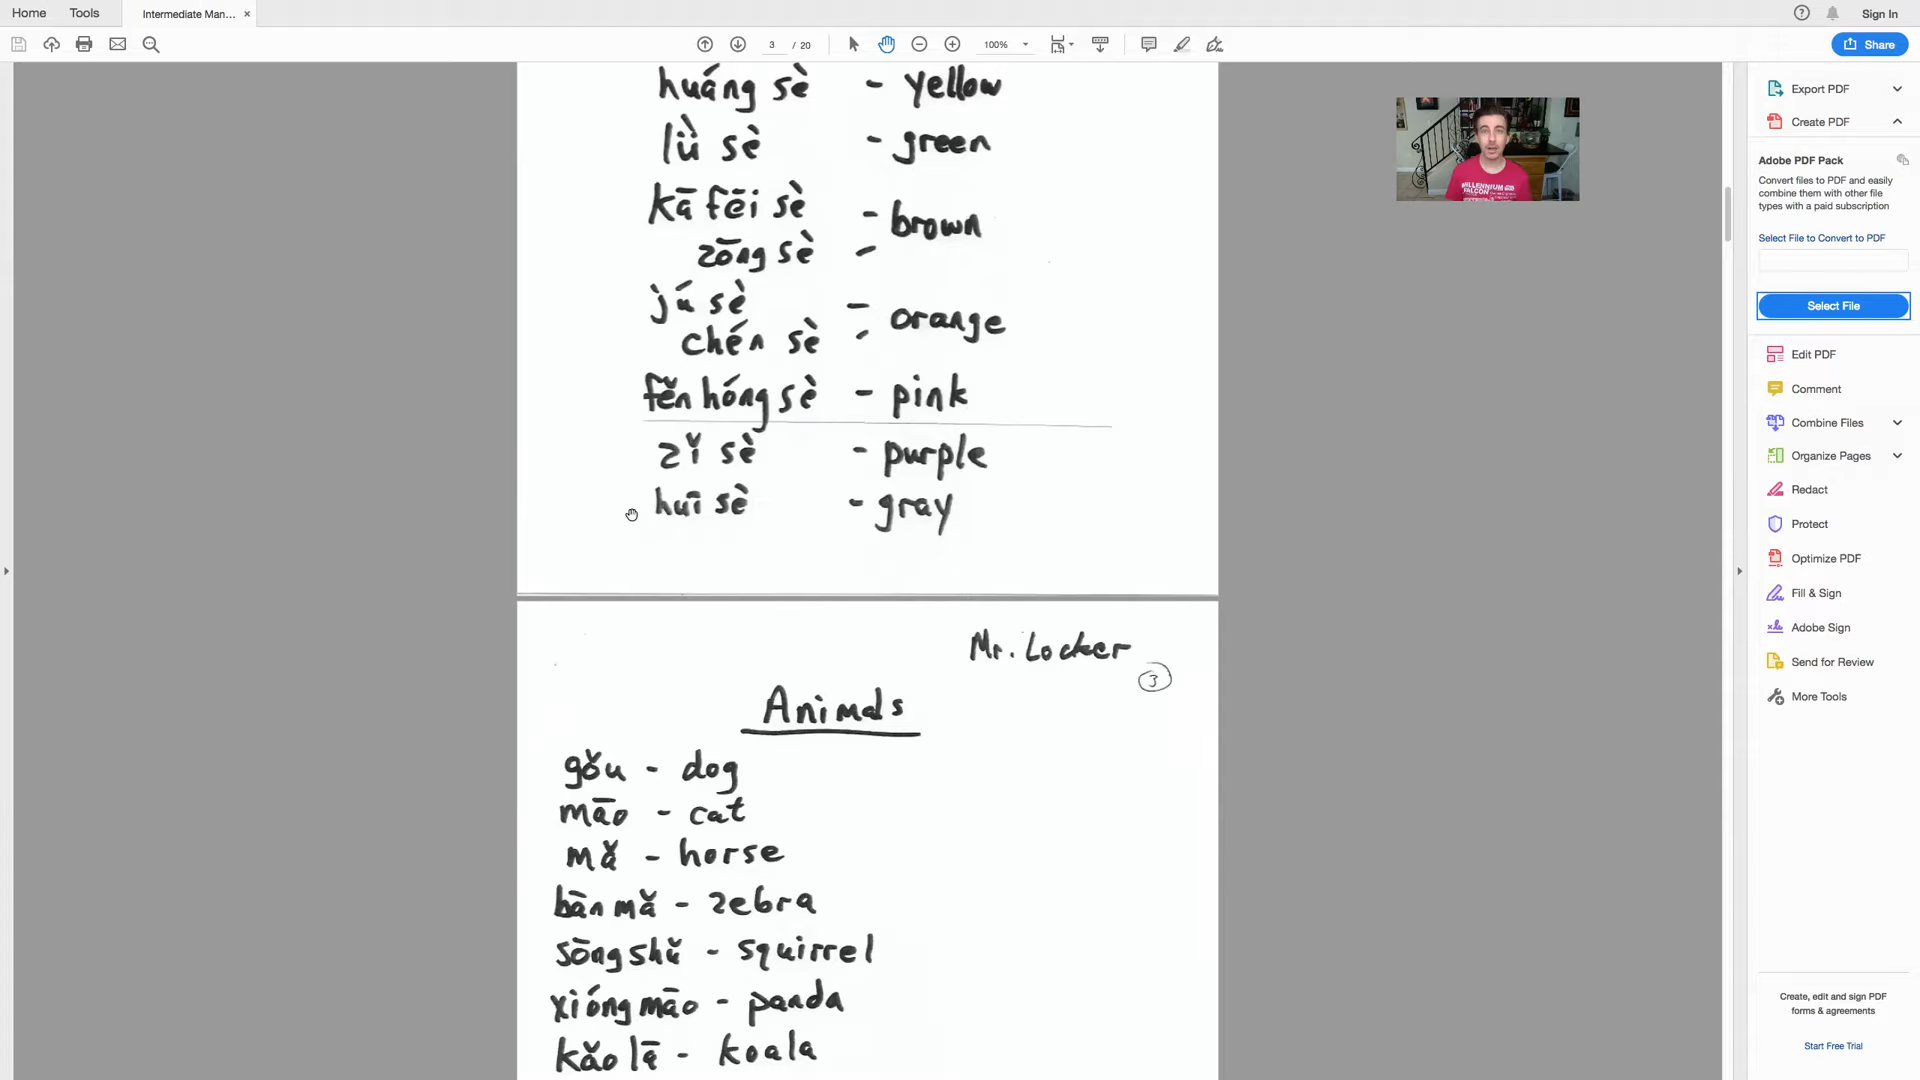 Home Tools Intermediate Man... × Sign In
3 / 20 100% Share
huáng sè - yellow
lǜ sè - green
kā fēi sè - brown
zōng sè -
jú sè - orange
chén sè -
fěn hóng sè - pink
zǐ sè - purple
huī sè - gray
Mr. Locker
3
Animals
gǒu - dog
māo - cat
mǎ - horse
bān mǎ - zebra
sōng shǔ - squirrel
xióng māo - panda
kǎo lā - koala
MILLENNIUM
FALCON
Export PDF
Create PDF
Adobe PDF Pack
Convert files to PDF and easily
combine them with other file
types with a paid subscription
Select File to Convert to PDF
Select File
Edit PDF
Comment
Combine Files
Organize Pages
Redact
Protect
Optimize PDF
Fill & Sign
Adobe Sign
Send for Review
More Tools
Create, edit and sign PDF
forms & agreements
Start Free Trial